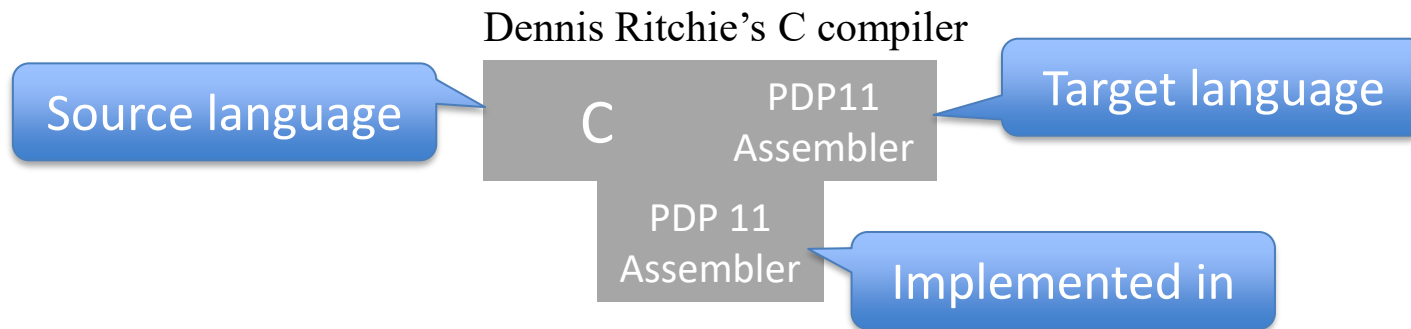 Dennis Ritchie’s C compiler
Source language
C
PDP11
Assembler
Target language
PDP 11
Assembler
Implemented in